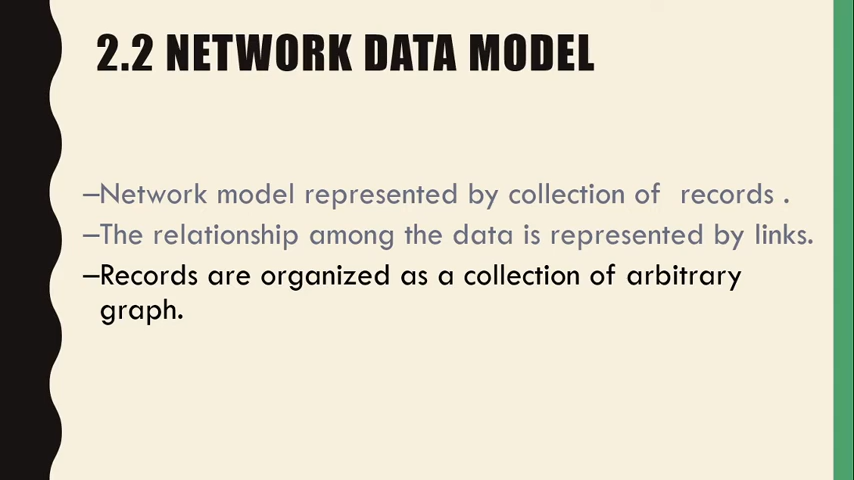 2.2 NETWORK DATA MODEL
–Network model represented by collection of  records .
–The relationship among the data is represented by links.
–Records are organized as a collection of arbitrary
graph.